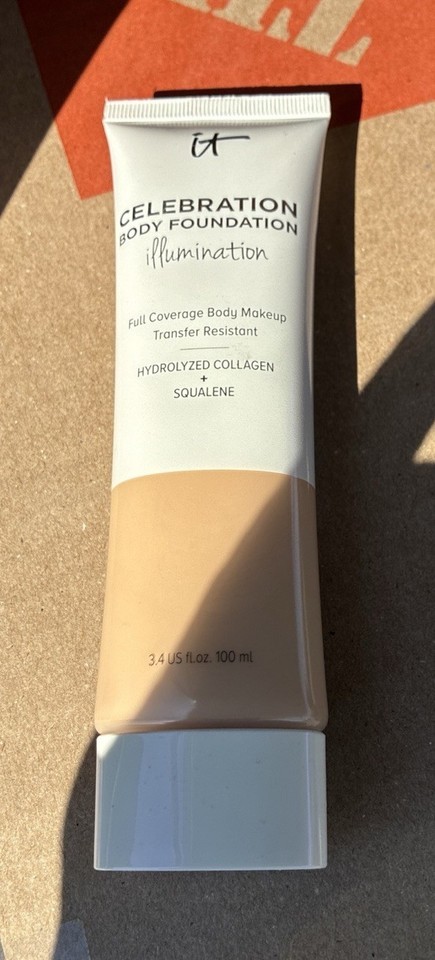 it
CELEBRATION
BODY FOUNDATION
illumination
Full Coverage Body Makeup
Transfer Resistant
HYDROLYZED COLLAGEN
+
SQUALENE
3.4 US fl.oz. 100 ml